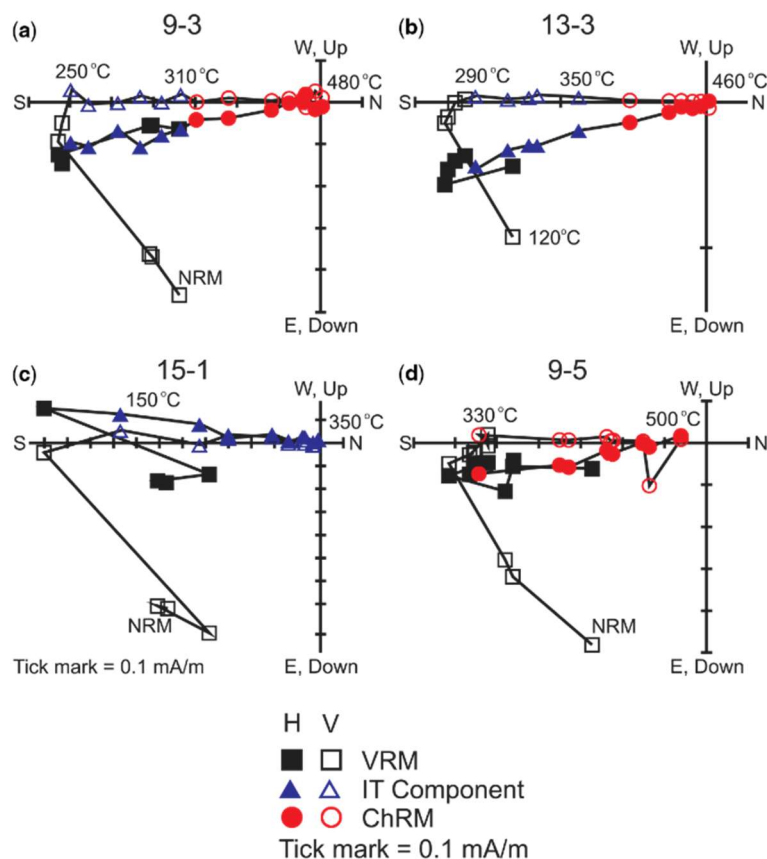 (a) 9-3
W, Up
250°C
310°C
480°C
S
N
NRM
E, Down
(b) 13-3
W, Up
290°C
350°C
460°C
S
N
120°C
E, Down
(c) 15-1
W, Up
150°C
350°C
S
N
NRM
Tick mark = 0.1 mA/m
E, Down
(d) 9-5
W, Up
330°C
500°C
S
N
NRM
E, Down
H V
VRM
IT Component
ChRM
Tick mark = 0.1 mA/m